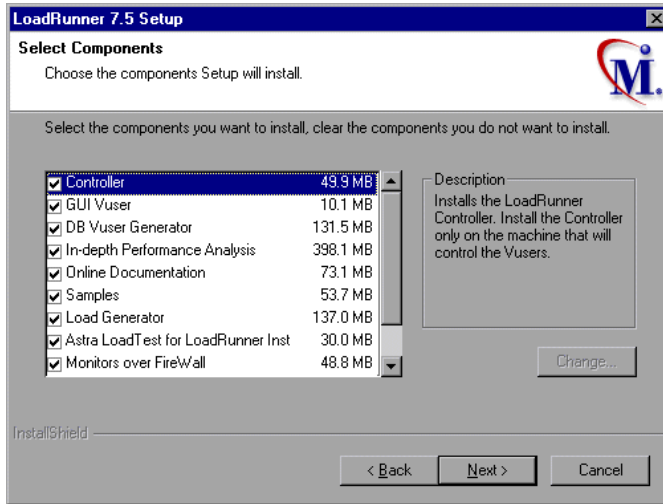 LoadRunner 7.5 Setup
Select Components
Choose the components Setup will install.
M.
Select the components you want to install, clear the components you do not want to install.
Controller 49.9 MB
GUI Vuser 10.1 MB
DB Vuser Generator 131.5 MB
In-depth Performance Analysis 398.1 MB
Online Documentation 73.1 MB
Samples 53.7 MB
Load Generator 137.0 MB
Astra LoadTest for LoadRunner Inst 30.0 MB
Monitors over FireWall 48.8 MB
Description
Installs the LoadRunner
Controller. Install the Controller
only on the machine that will
control the Vusers.
Change...
InstallShield
< Back
Next >
Cancel